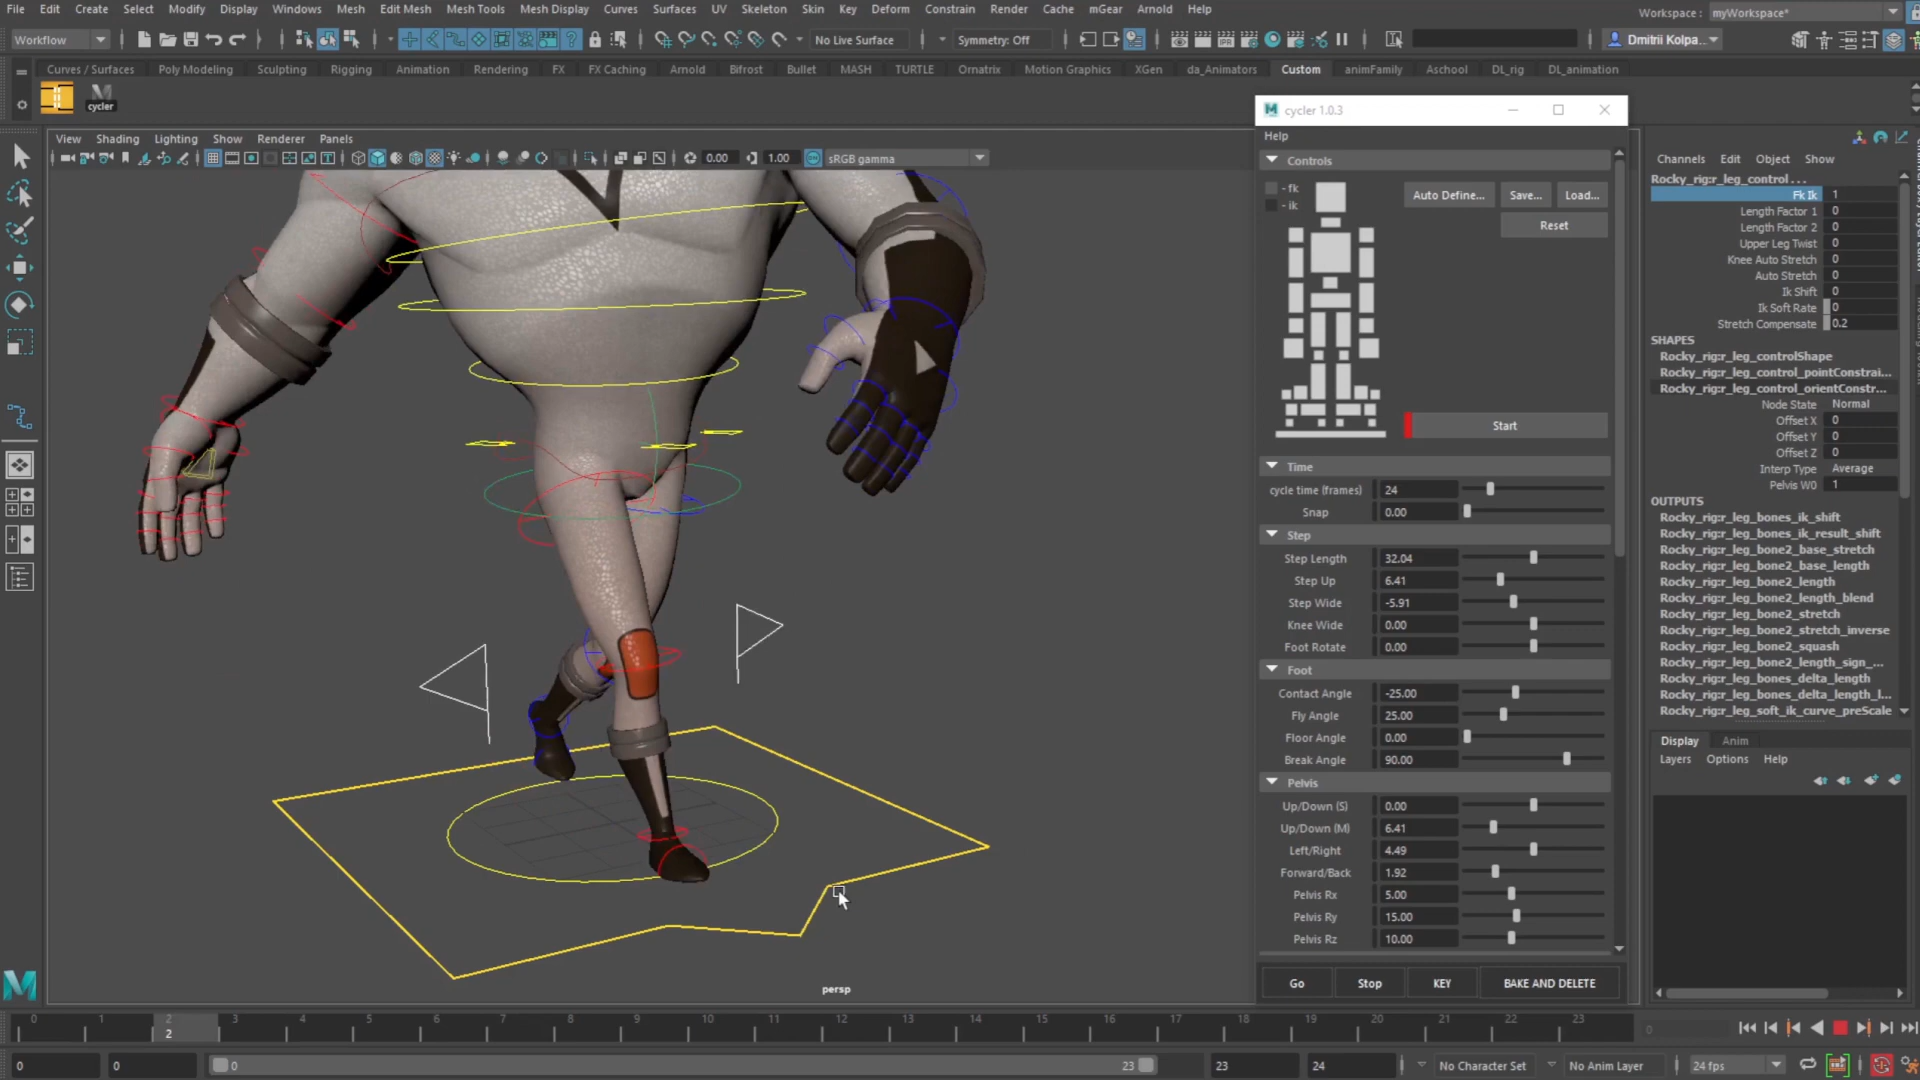 File Edit Create Select Modify Display Windows Mesh Edit Mesh Mesh Tools Mesh Display Curves Surfaces UV Skeleton Skin Key Deform Constrain Render Cache mGear Arnold Help
Workspace : myWorkspace*
Workflow
No Live Surface
Symmetry: Off
Dmitrii Kolpa...
Curves / Surfaces Poly Modeling Sculpting Rigging Animation Rendering FX FX Caching Arnold Bifrost Bullet MASH TURTLE Ornatrix Motion Graphics XGen da_Animators Custom animFamily Aschool DL_rig DL_animation
cycler
View Shading Lighting Show Renderer Panels
0.00
1.00
sRGB gamma
persp
cycler 1.0.3
Help
Controls
- fk
- ik
Auto Define...
Save...
Load...
Reset
Start
Time
cycle time (frames) 24
Snap 0.00
Step
Step Length 32.04
Step Up 6.41
Step Wide -5.91
Knee Wide 0.00
Foot Rotate 0.00
Foot
Contact Angle -25.00
Fly Angle 25.00
Floor Angle 0.00
Break Angle 90.00
Pelvis
Up/Down (S) 0.00
Up/Down (M) 6.41
Left/Right 4.49
Forward/Back 1.92
Pelvis Rx 5.00
Pelvis Ry 15.00
Pelvis Rz 10.00
Go Stop KEY BAKE AND DELETE
Channels Edit Object Show
Rocky_rig:r_leg_control . . .
Fk Ik 1
Length Factor 1 0
Length Factor 2 0
Upper Leg Twist 0
Knee Auto Stretch 0
Auto Stretch 0
Ik Shift 0
Ik Soft Rate 0
Stretch Compensate 0.2
SHAPES
Rocky_rig:r_leg_controlShape
Rocky_rig:r_leg_control_pointConstrai...
Rocky_rig:r_leg_control_orientConstr...
Node State Normal
Offset X 0
Offset Y 0
Offset Z 0
Interp Type Average
Pelvis W0 1
OUTPUTS
Rocky_rig:r_leg_bones_ik_shift
Rocky_rig:r_leg_bones_ik_result_shift
Rocky_rig:r_leg_bone2_base_stretch
Rocky_rig:r_leg_bone2_base_length
Rocky_rig:r_leg_bone2_length
Rocky_rig:r_leg_bone2_length_blend
Rocky_rig:r_leg_bone2_stretch
Rocky_rig:r_leg_bone2_stretch_inverse
Rocky_rig:r_leg_bone2_squash
Rocky_rig:r_leg_bone2_length_sign_...
Rocky_rig:r_leg_bones_delta_length
Rocky_rig:r_leg_bones_delta_length_l...
Rocky_rig:r_leg_soft_ik_curve_preScale
Display Anim
Layers Options Help
0 1 2 3 4 5 6 7 8 9 10 11 12 13 14 15 16 17 18 19 20 21 22 23
2
0
0 0 0 23 23 24
No Character Set
No Anim Layer
24 fps